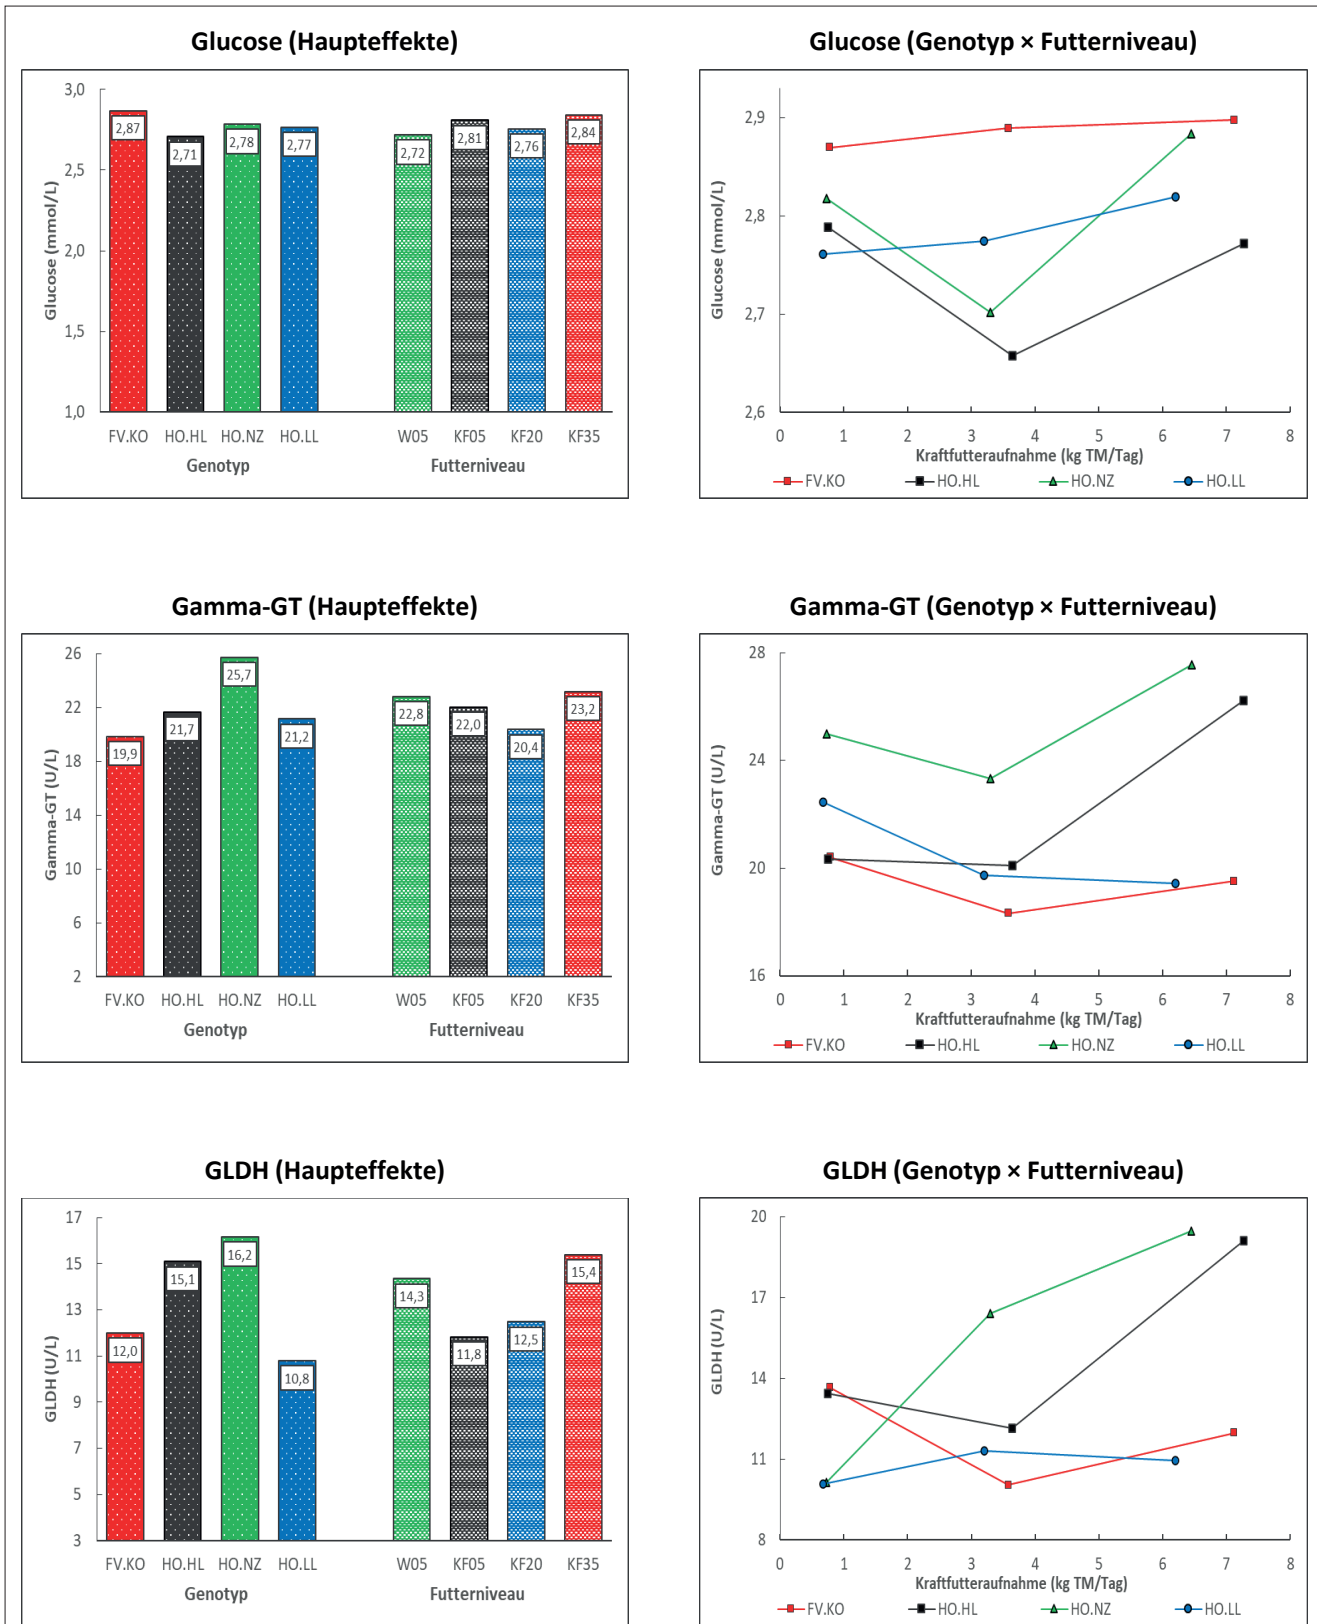 Glucose (Haupteffekte)
3,0
2,5
2,0
1,5
1,0
Glucose (mmol/L)
2,87
2,71
2,78
2,77
2,72
2,81
2,76
2,84
FV.KO HO.HL HO.NZ HO.LL W05 KF05 KF20 KF35
Genotyp Futterniveau
Glucose (Genotyp × Futterniveau)
2,9
2,8
2,7
2,6
Glucose (mmol/L)
0 1 2 3 4 5 6 7 8
Kraftfutteraufnahme (kg TM/Tag)
FV.KO HO.HL HO.NZ HO.LL
Gamma-GT (Haupteffekte)
26
22
18
14
10
6
2
Gamma-GT (U/L)
19,9
21,7
25,7
21,2
22,8
22,0
20,4
23,2
FV.KO HO.HL HO.NZ HO.LL W05 KF05 KF20 KF35
Genotyp Futterniveau
Gamma-GT (Genotyp × Futterniveau)
28
24
20
16
Gamma-GT (U/L)
0 1 2 3 4 5 6 7 8
Kraftfutteraufnahme (kg TM/Tag)
FV.KO HO.HL HO.NZ HO.LL
GLDH (Haupteffekte)
17
15
13
11
9
7
5
3
GLDH (U/L)
12,0
15,1
16,2
10,8
14,3
11,8
12,5
15,4
FV.KO HO.HL HO.NZ HO.LL W05 KF05 KF20 KF35
Genotyp Futterniveau
GLDH (Genotyp × Futterniveau)
20
17
14
11
8
GLDH (U/L)
0 1 2 3 4 5 6 7 8
Kraftfutteraufnahme (kg TM/Tag)
FV.KO HO.HL HO.NZ HO.LL